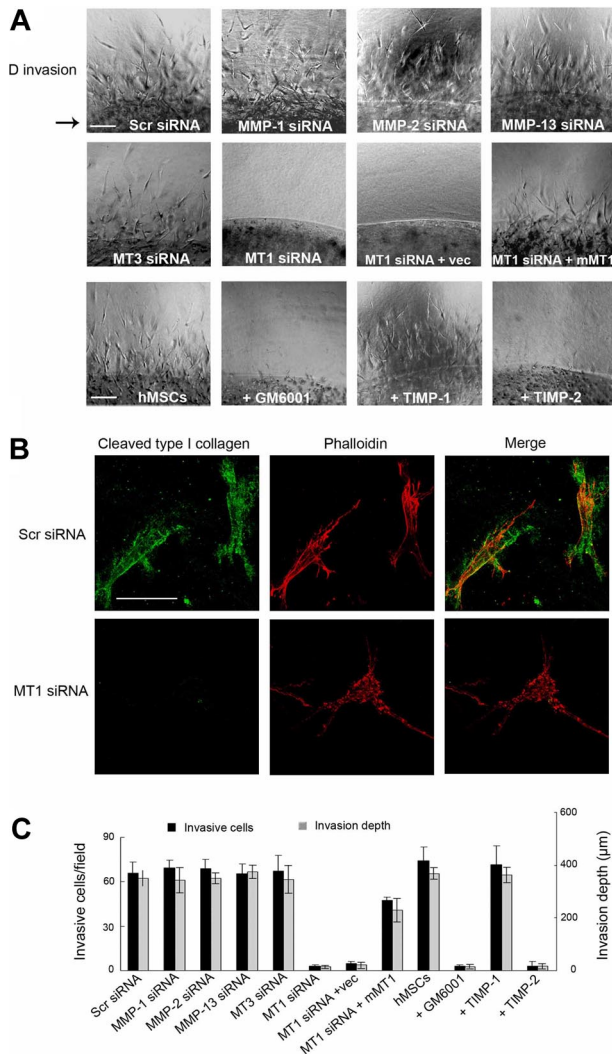 A
D invasion
→
Scr siRNA
MMP-1 siRNA
MMP-2 siRNA
MMP-13 siRNA
MT3 siRNA
MT1 siRNA
MT1 siRNA + vec
MT1 siRNA + mMT1
hMSCs
+ GM6001
+ TIMP-1
+ TIMP-2
B
Cleaved type I collagen
Phalloidin
Merge
Scr siRNA
MT1 siRNA
C
Invasive cells
Invasion depth
Invasive cells/field
90
60
30
0
600
400
200
0
Invasion depth (µm)
Scr siRNA
MMP-1 siRNA
MMP-2 siRNA
MMP-13 siRNA
MT3 siRNA
MT1 siRNA
MT1 siRNA +vec
MT1 siRNA + mMT1
hMSCs
+ GM6001
+ TIMP-1
+ TIMP-2